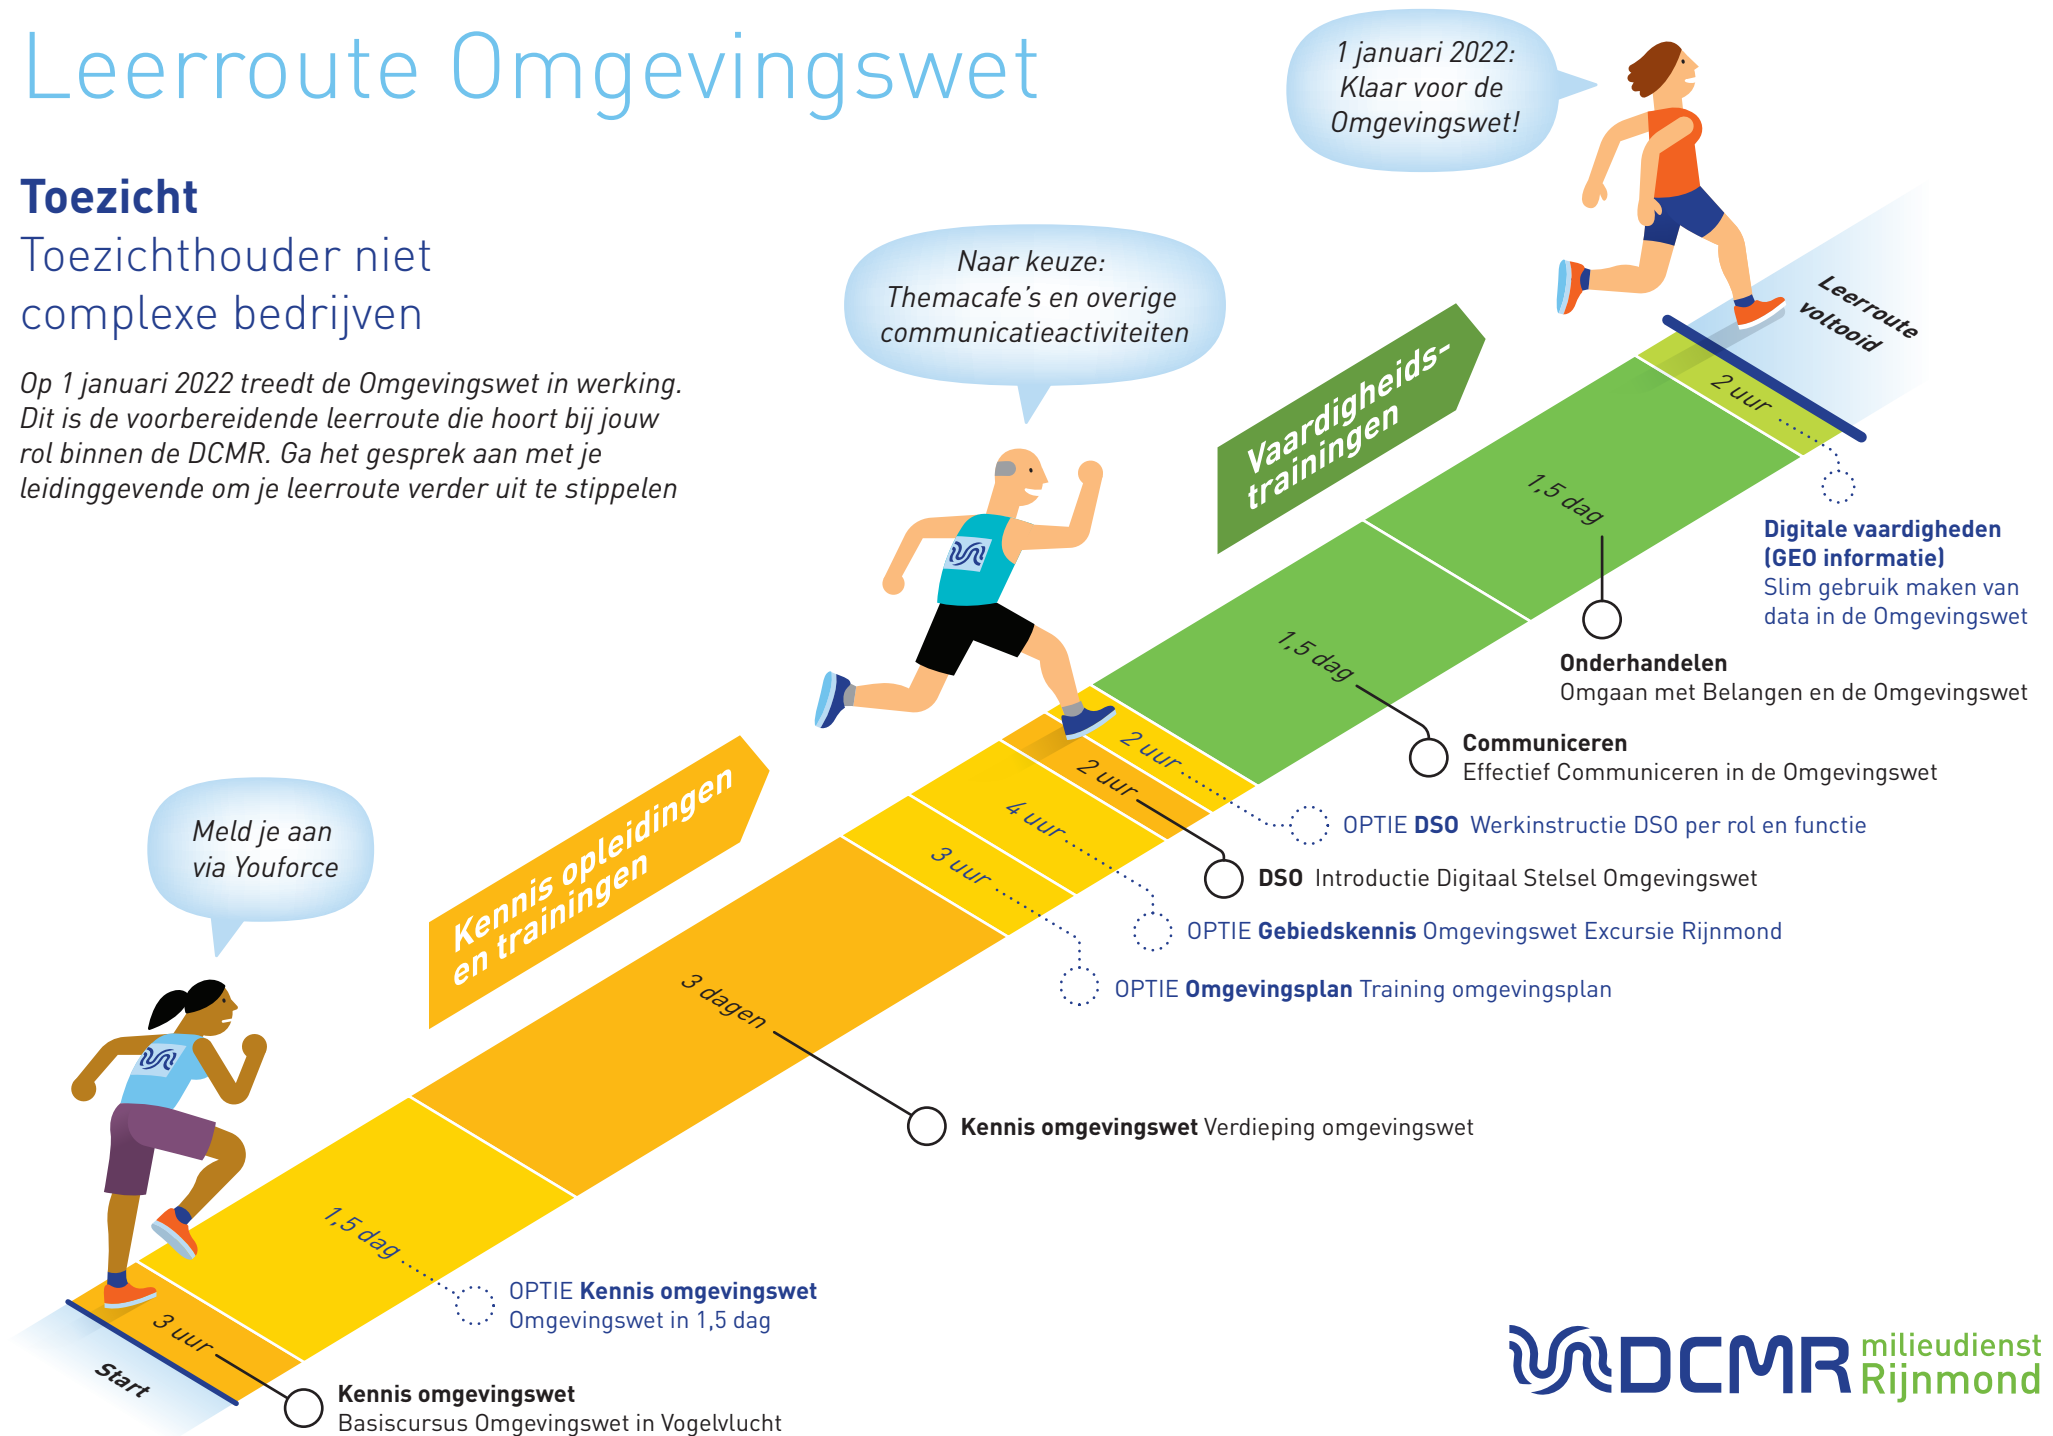 Leerroute Omgevingswet
Toezicht
Toezichthouder niet
complexe bedrijven
Op 1 januari 2022 treedt de Omgevingswet in werking.
Dit is de voorbereidende leerroute die hoort bij jouw
rol binnen de DCMR. Ga het gesprek aan met je
leidinggevende om je leerroute verder uit te stippelen
1 januari 2022:
Klaar voor de
Omgevingswet!
Naar keuze:
Themacafe's en overige
communicatieactiviteiten
Meld je aan
via Youforce
Leerroute
voltooid
Vaardigheids-
trainingen
Kennis opleidingen
en trainingen
2 uur
Digitale vaardigheden
(GEO informatie)
Slim gebruik maken van
data in de Omgevingswet
1,5 dag
Onderhandelen
Omgaan met Belangen en de Omgevingswet
1,5 dag
Communiceren
Effectief Communiceren in de Omgevingswet
2 uur
OPTIE DSO Werkinstructie DSO per rol en functie
2 uur
DSO Introductie Digitaal Stelsel Omgevingswet
4 uur
OPTIE Gebiedskennis Omgevingswet Excursie Rijnmond
3 uur
OPTIE Omgevingsplan Training omgevingsplan
3 dagen
Kennis omgevingswet Verdieping omgevingswet
1,5 dag
OPTIE Kennis omgevingswet
Omgevingswet in 1,5 dag
3 uur
Kennis omgevingswet
Basiscursus Omgevingswet in Vogelvlucht
Start
DCMR
milieudienst
Rijnmond